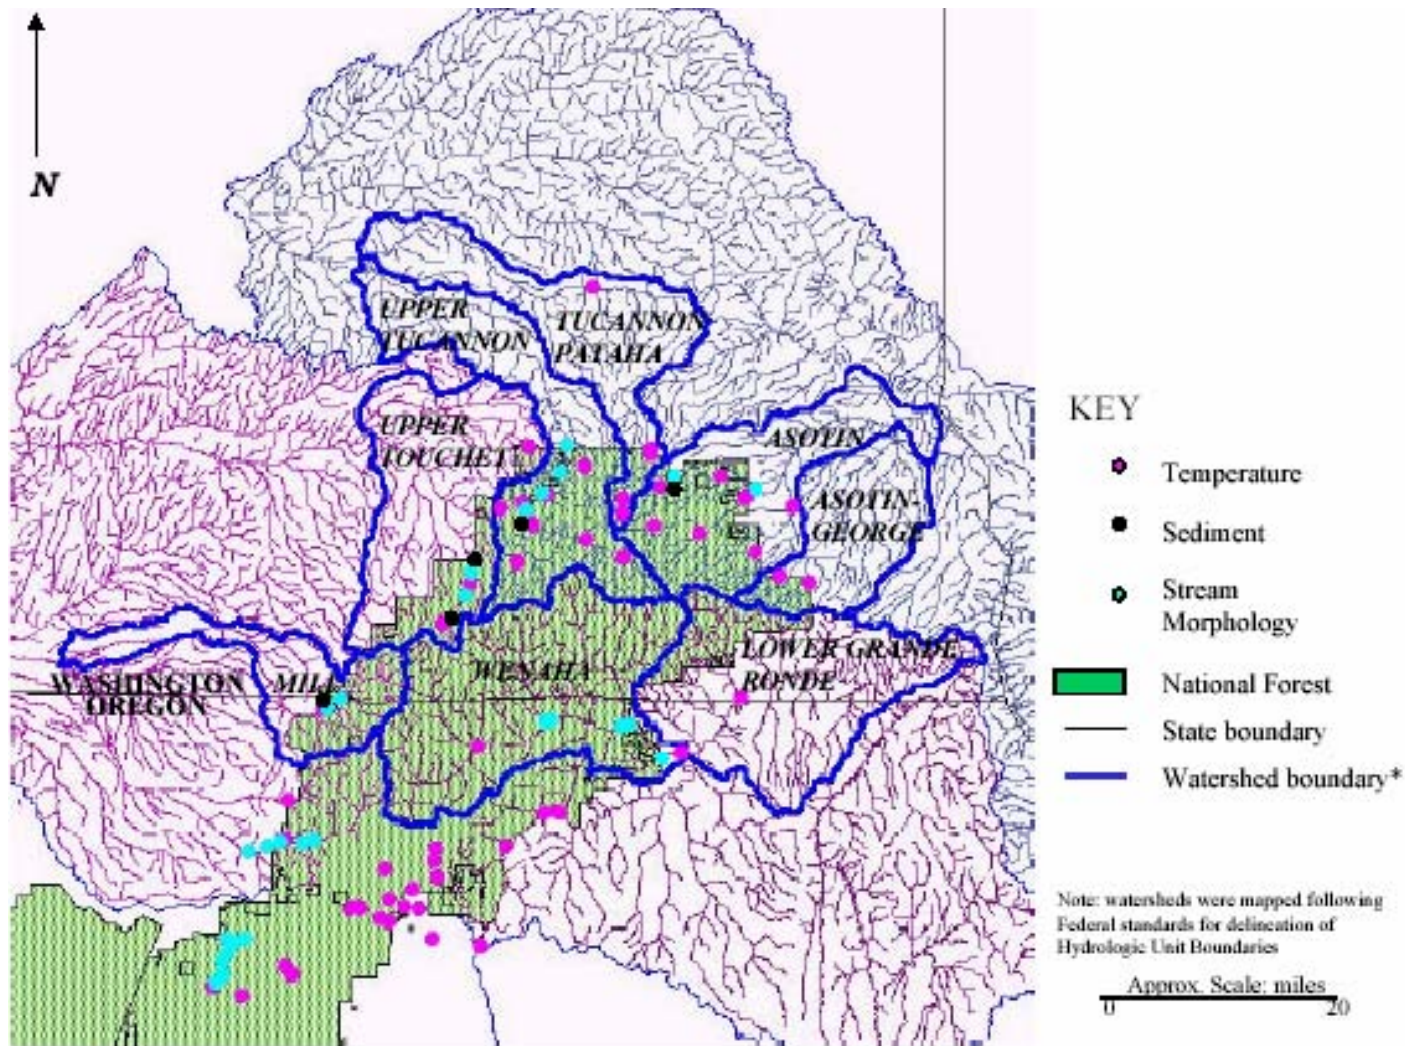 N
UPPER
TUCANNON
TUCANNON
PATAHA
UPPER
TOUCHET
ASOTIN
ASOTIN-
GEORGE
WENAHA
LOWER GRANDE
RONDE
WASHINGTON
OREGON
MILL
KEY
Temperature
Sediment
Stream
Morphology
National Forest
State boundary
Watershed boundary*
Note: watersheds were mapped following
Federal standards for delineation of
Hydrologic Unit Boundaries
Approx. Scale: miles
0 20